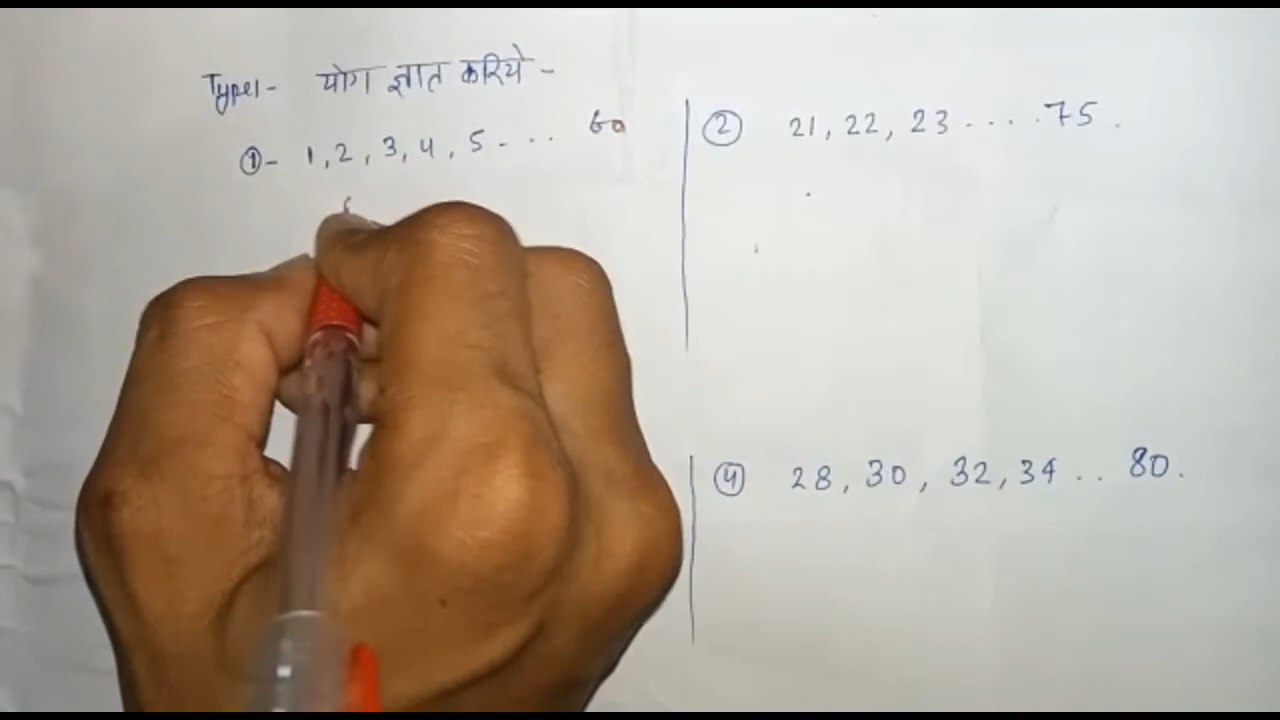 Type1- योग ज्ञात करिये -
①- 1, 2, 3, 4, 5 - ... 60
② 21, 22, 23 ..... 75.
④ 28, 30, 32, 34 .. 80.